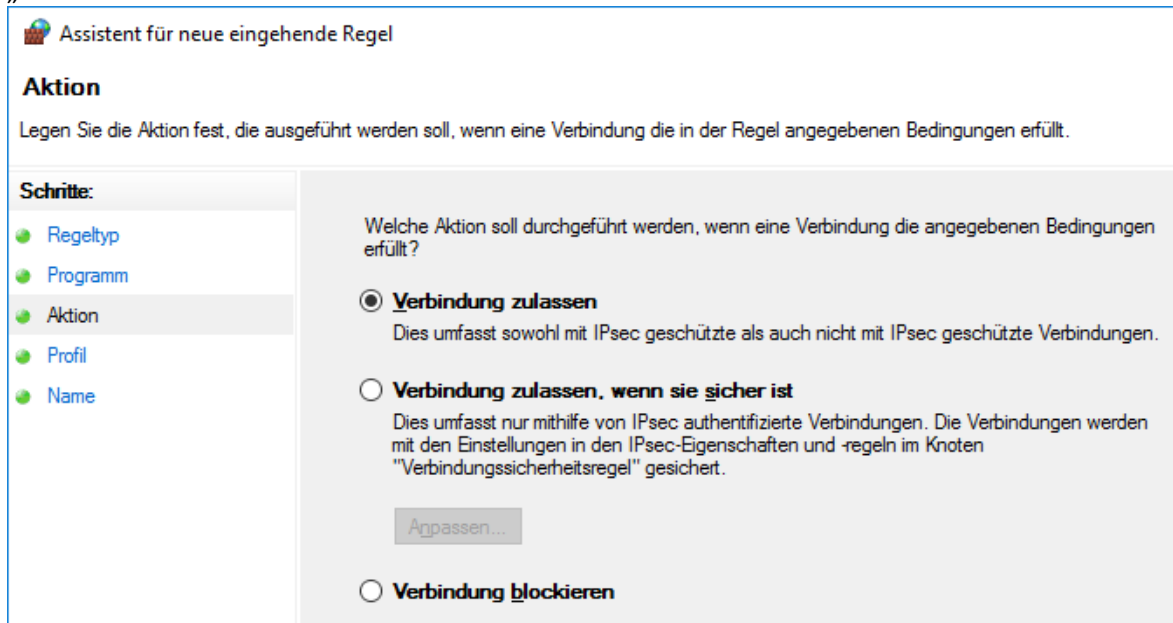 „
Assistent für neue eingehende Regel
Aktion
Legen Sie die Aktion fest, die ausgeführt werden soll, wenn eine Verbindung die in der Regel angegebenen Bedingungen erfüllt.
Schritte:
Regeltyp
Programm
Aktion
Profil
Name
Welche Aktion soll durchgeführt werden, wenn eine Verbindung die angegebenen Bedingungen
erfüllt?
Verbindung zulassen
Dies umfasst sowohl mit IPsec geschützte als auch nicht mit IPsec geschützte Verbindungen.
Verbindung zulassen, wenn sie sicher ist
Dies umfasst nur mithilfe von IPsec authentifizierte Verbindungen. Die Verbindungen werden
mit den Einstellungen in den IPsec-Eigenschaften und -regeln im Knoten
"Verbindungssicherheitsregel" gesichert.
Anpassen...
Verbindung blockieren